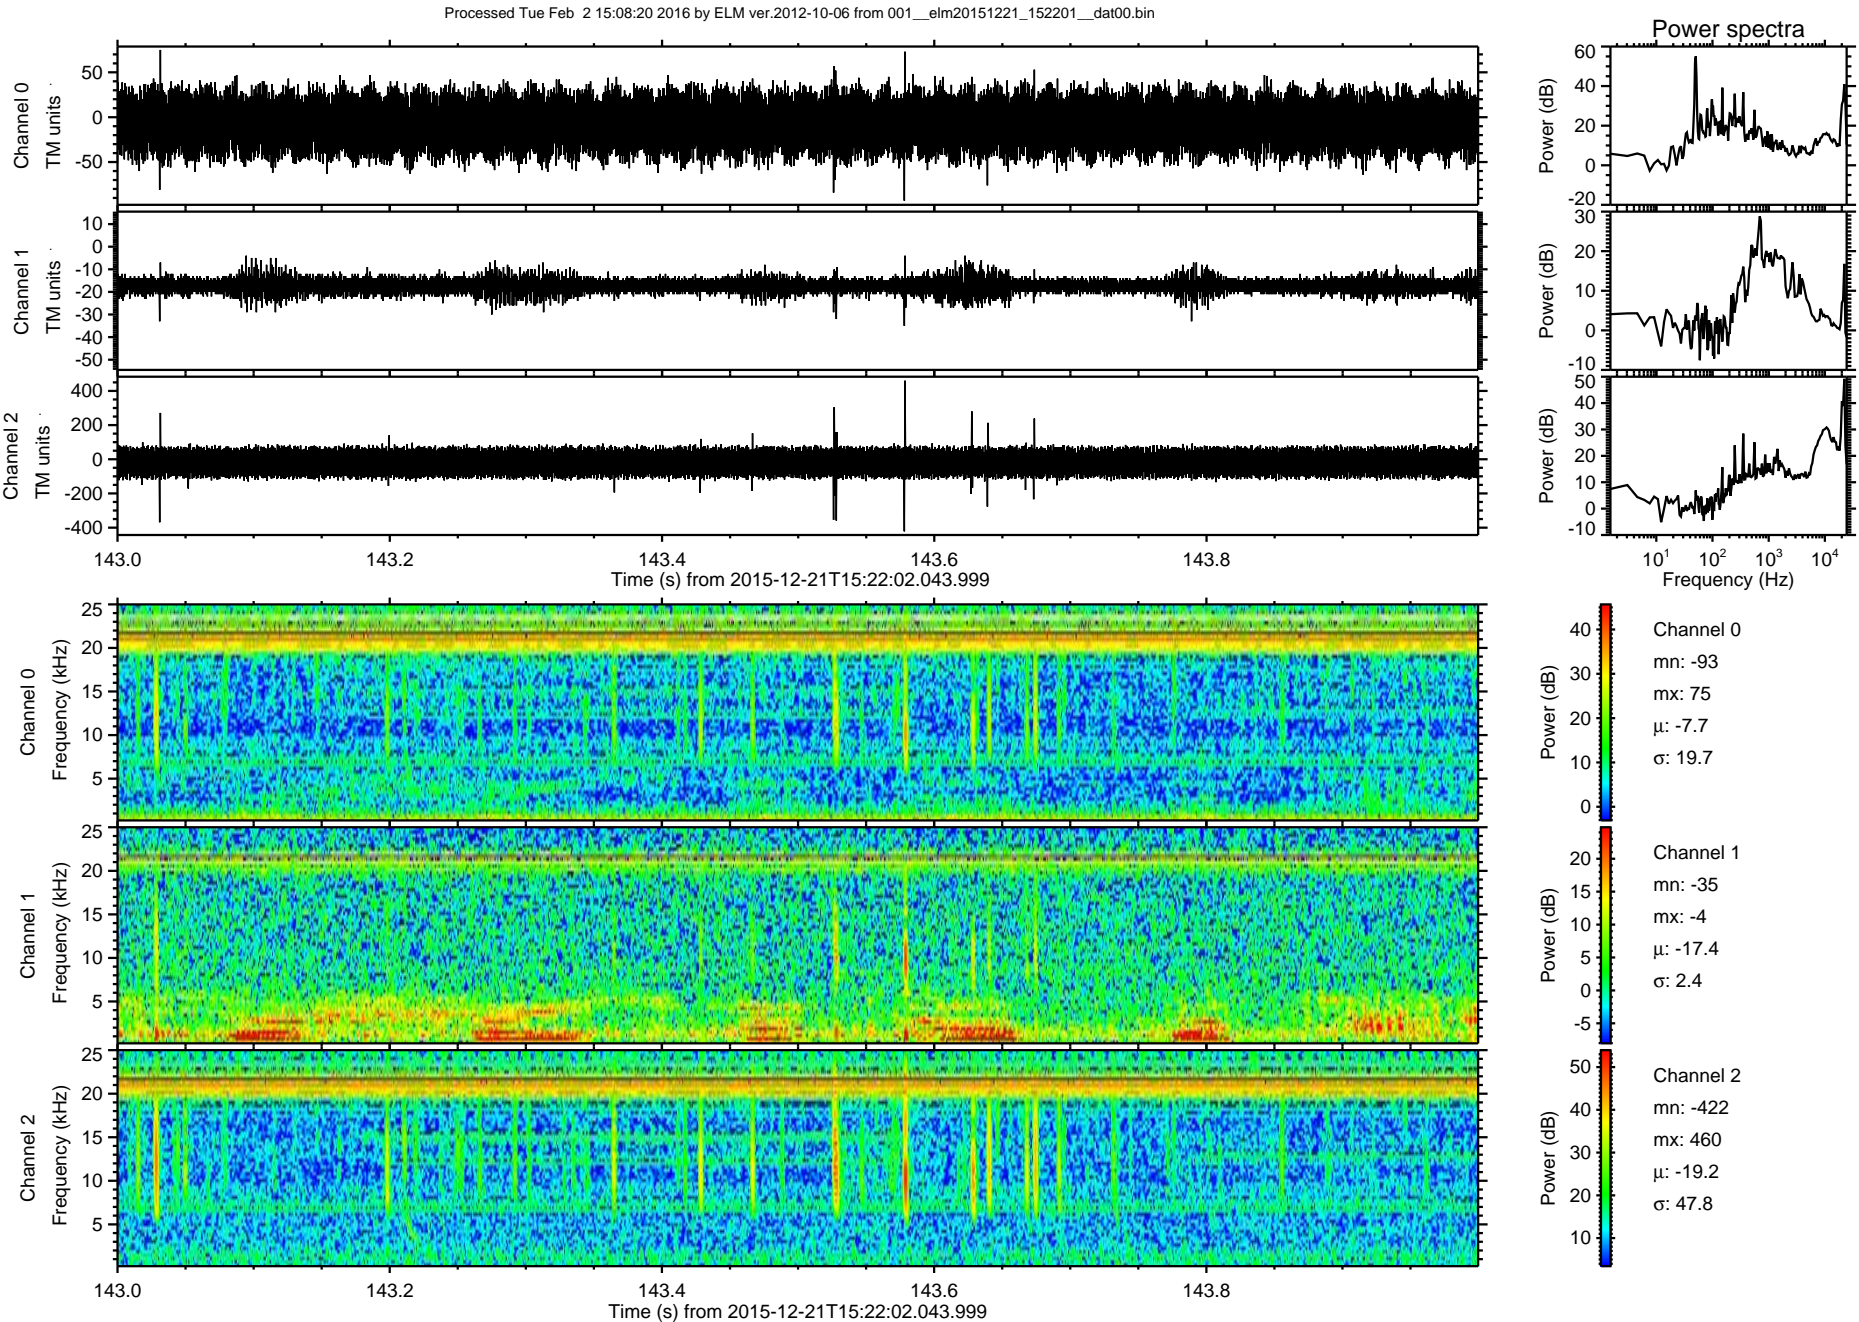 Processed Tue Feb  2 15:08:20 2016 by ELM ver.2012-10-06 from 001__elm20151221_152201__dat00.bin
Power spectra
Channel 0
TM units
50
0
-50
Power (dB)
60
40
20
0
-20
Channel 1
TM units
10
0
-10
-20
-30
-40
-50
Power (dB)
30
20
10
0
-10
Channel 2
TM units
400
200
0
-200
-400
Power (dB)
50
40
30
20
10
0
-10
143.0 143.2 143.4 143.6 143.8
Time (s) from 2015-12-21T15:22:02.043.999
10¹ 10² 10³ 10⁴
Frequency (Hz)
Channel 0
Frequency (kHz)
25
20
15
10
5
Power (dB)
40
30
20
10
0
Channel 0
mn: -93
mx: 75
μ: -7.7
σ: 19.7
Channel 1
Frequency (kHz)
25
20
15
10
5
Power (dB)
20
15
10
5
0
-5
Channel 1
mn: -35
mx: -4
μ: -17.4
σ: 2.4
Channel 2
Frequency (kHz)
25
20
15
10
5
Power (dB)
50
40
30
20
10
Channel 2
mn: -422
mx: 460
μ: -19.2
σ: 47.8
143.0 143.2 143.4 143.6 143.8
Time (s) from 2015-12-21T15:22:02.043.999